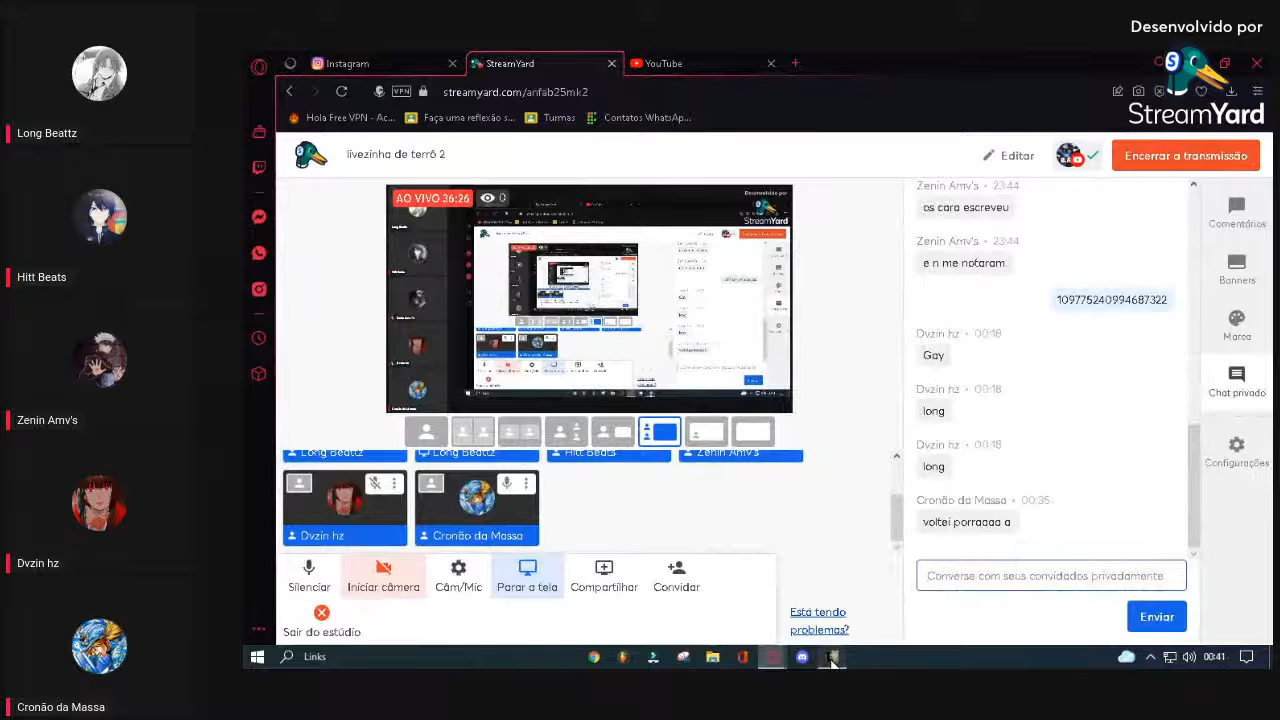 Long Beattz
Hitt Beats
Zenin Amv's
Dvzin hz
Cronão da Massa
Desenvolvido por
StreamYard
Instagram
StreamYard
YouTube
VPN
streamyard.com/anfab25mk2
Hola Free VPN - Ac...
Faça uma reflexão s...
Turmas
Contatos WhatsAp...
livezinha de terrô 2
Editar
Encerrar a transmissão
AO VIVO 36:26
0
Desenvolvido por
StreamYard
Long Beattz
Long Beattz
Hitt Beats
Zenin Amv's
Dvzin hz
Cronão da Massa
Silenciar
Iniciar câmera
Câm/Mic
Parar a tela
Compartilhar
Convidar
Sair do estúdio
Está tendo
problemas?
Zenin Amv's • 23:44
os cara escreveu
Zenin Amv's • 23:44
e n me notaram
109775240994687322
Dvzin hz • 00:18
Gay
Dvzin hz • 00:18
long
Dvzin hz • 00:18
long
Cronão da Massa • 00:35
voltei porraaaa a
Converse com seus convidados privadamente
Enviar
Comentários
Banners
Marca
Chat privado
Configurações
Links
00:41